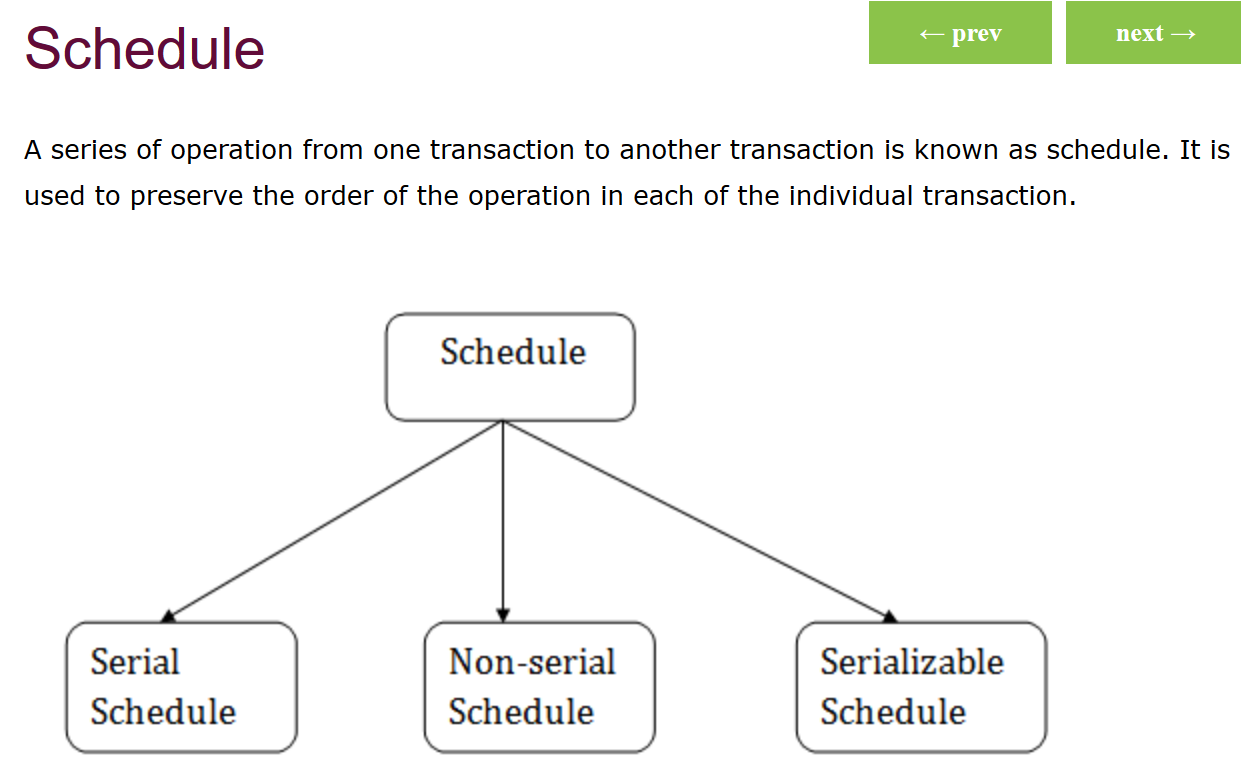 Schedule
← prev
next →
A series of operation from one transaction to another transaction is known as schedule. It is
used to preserve the order of the operation in each of the individual transaction.
Schedule
Serial
Schedule
Non-serial
Schedule
Serializable
Schedule